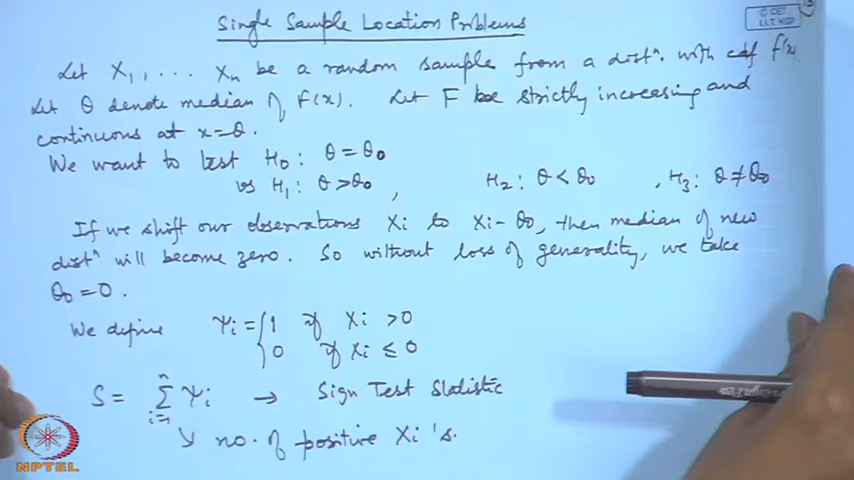 Single Sample Location Problems
© CET
I.I.T. KGP
Let X1, ... Xn be a random sample from a distn. with cdf F(x).
Let θ denote median of F(x). Let F be strictly increasing and
continuous at x=θ.
We want to test H0: θ = θ0
vs H1: θ > θ0 , H2: θ < θ0 , H3: θ ≠ θ0
If we shift our observations Xi to Xi - θ0, then median of new
distn will become zero. So without loss of generality, we take
θ0 = 0.
We define Ψi = { 1 if Xi > 0
0 if Xi ≤ 0
S = Σ i=1 n Ψi → Sign Test Statistic
↘ no. of positive Xi's.
NPTEL